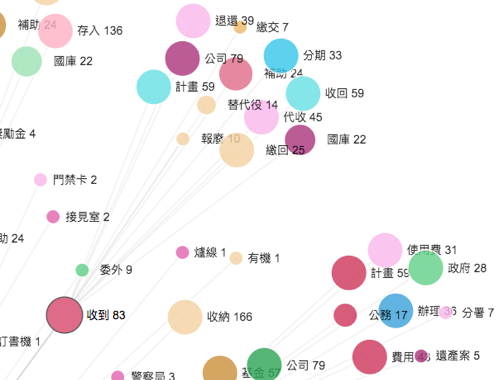 補助 24
存入 136
退還 39
繳交 7
國庫 22
公司 79
分期 33
補助 24
計畫 59
收回 59
替代役 14
代收 45
獎勵金 4
報廢 10
國庫 22
繳回 25
門禁卡 2
接見室 2
助 24
爐線 1
有機 1
使用費 31
委外 9
計畫 59
政府 28
收到 83
收納 166
公務 17
辦理
分署 7
訂書機 1
費用
遺產案 5
公司 79
基金 57
警察局 3